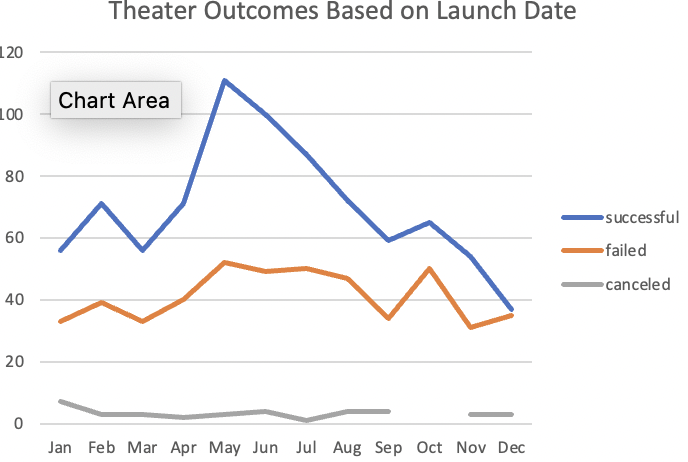 Theater Outcomes Based on Launch Date
120
Chart Area
100
80
60
40
20
0
successful
failed
canceled
Jan Feb Mar Apr May Jun Jul Aug Sep Oct Nov Dec